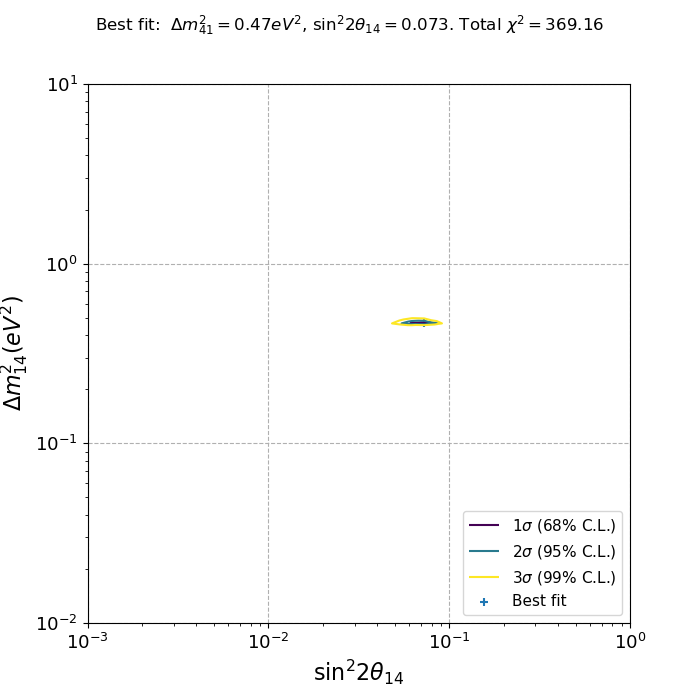 Best fit: Δm²₄₁ = 0.47eV², sin²2θ₁₄ = 0.073. Total χ² = 369.16
10¹
10⁰
10⁻¹
10⁻²
Δm²₁₄(eV²)
1σ (68% C.L.)
2σ (95% C.L.)
3σ (99% C.L.)
Best fit
10⁻³
10⁻²
10⁻¹
10⁰
sin²2θ₁₄